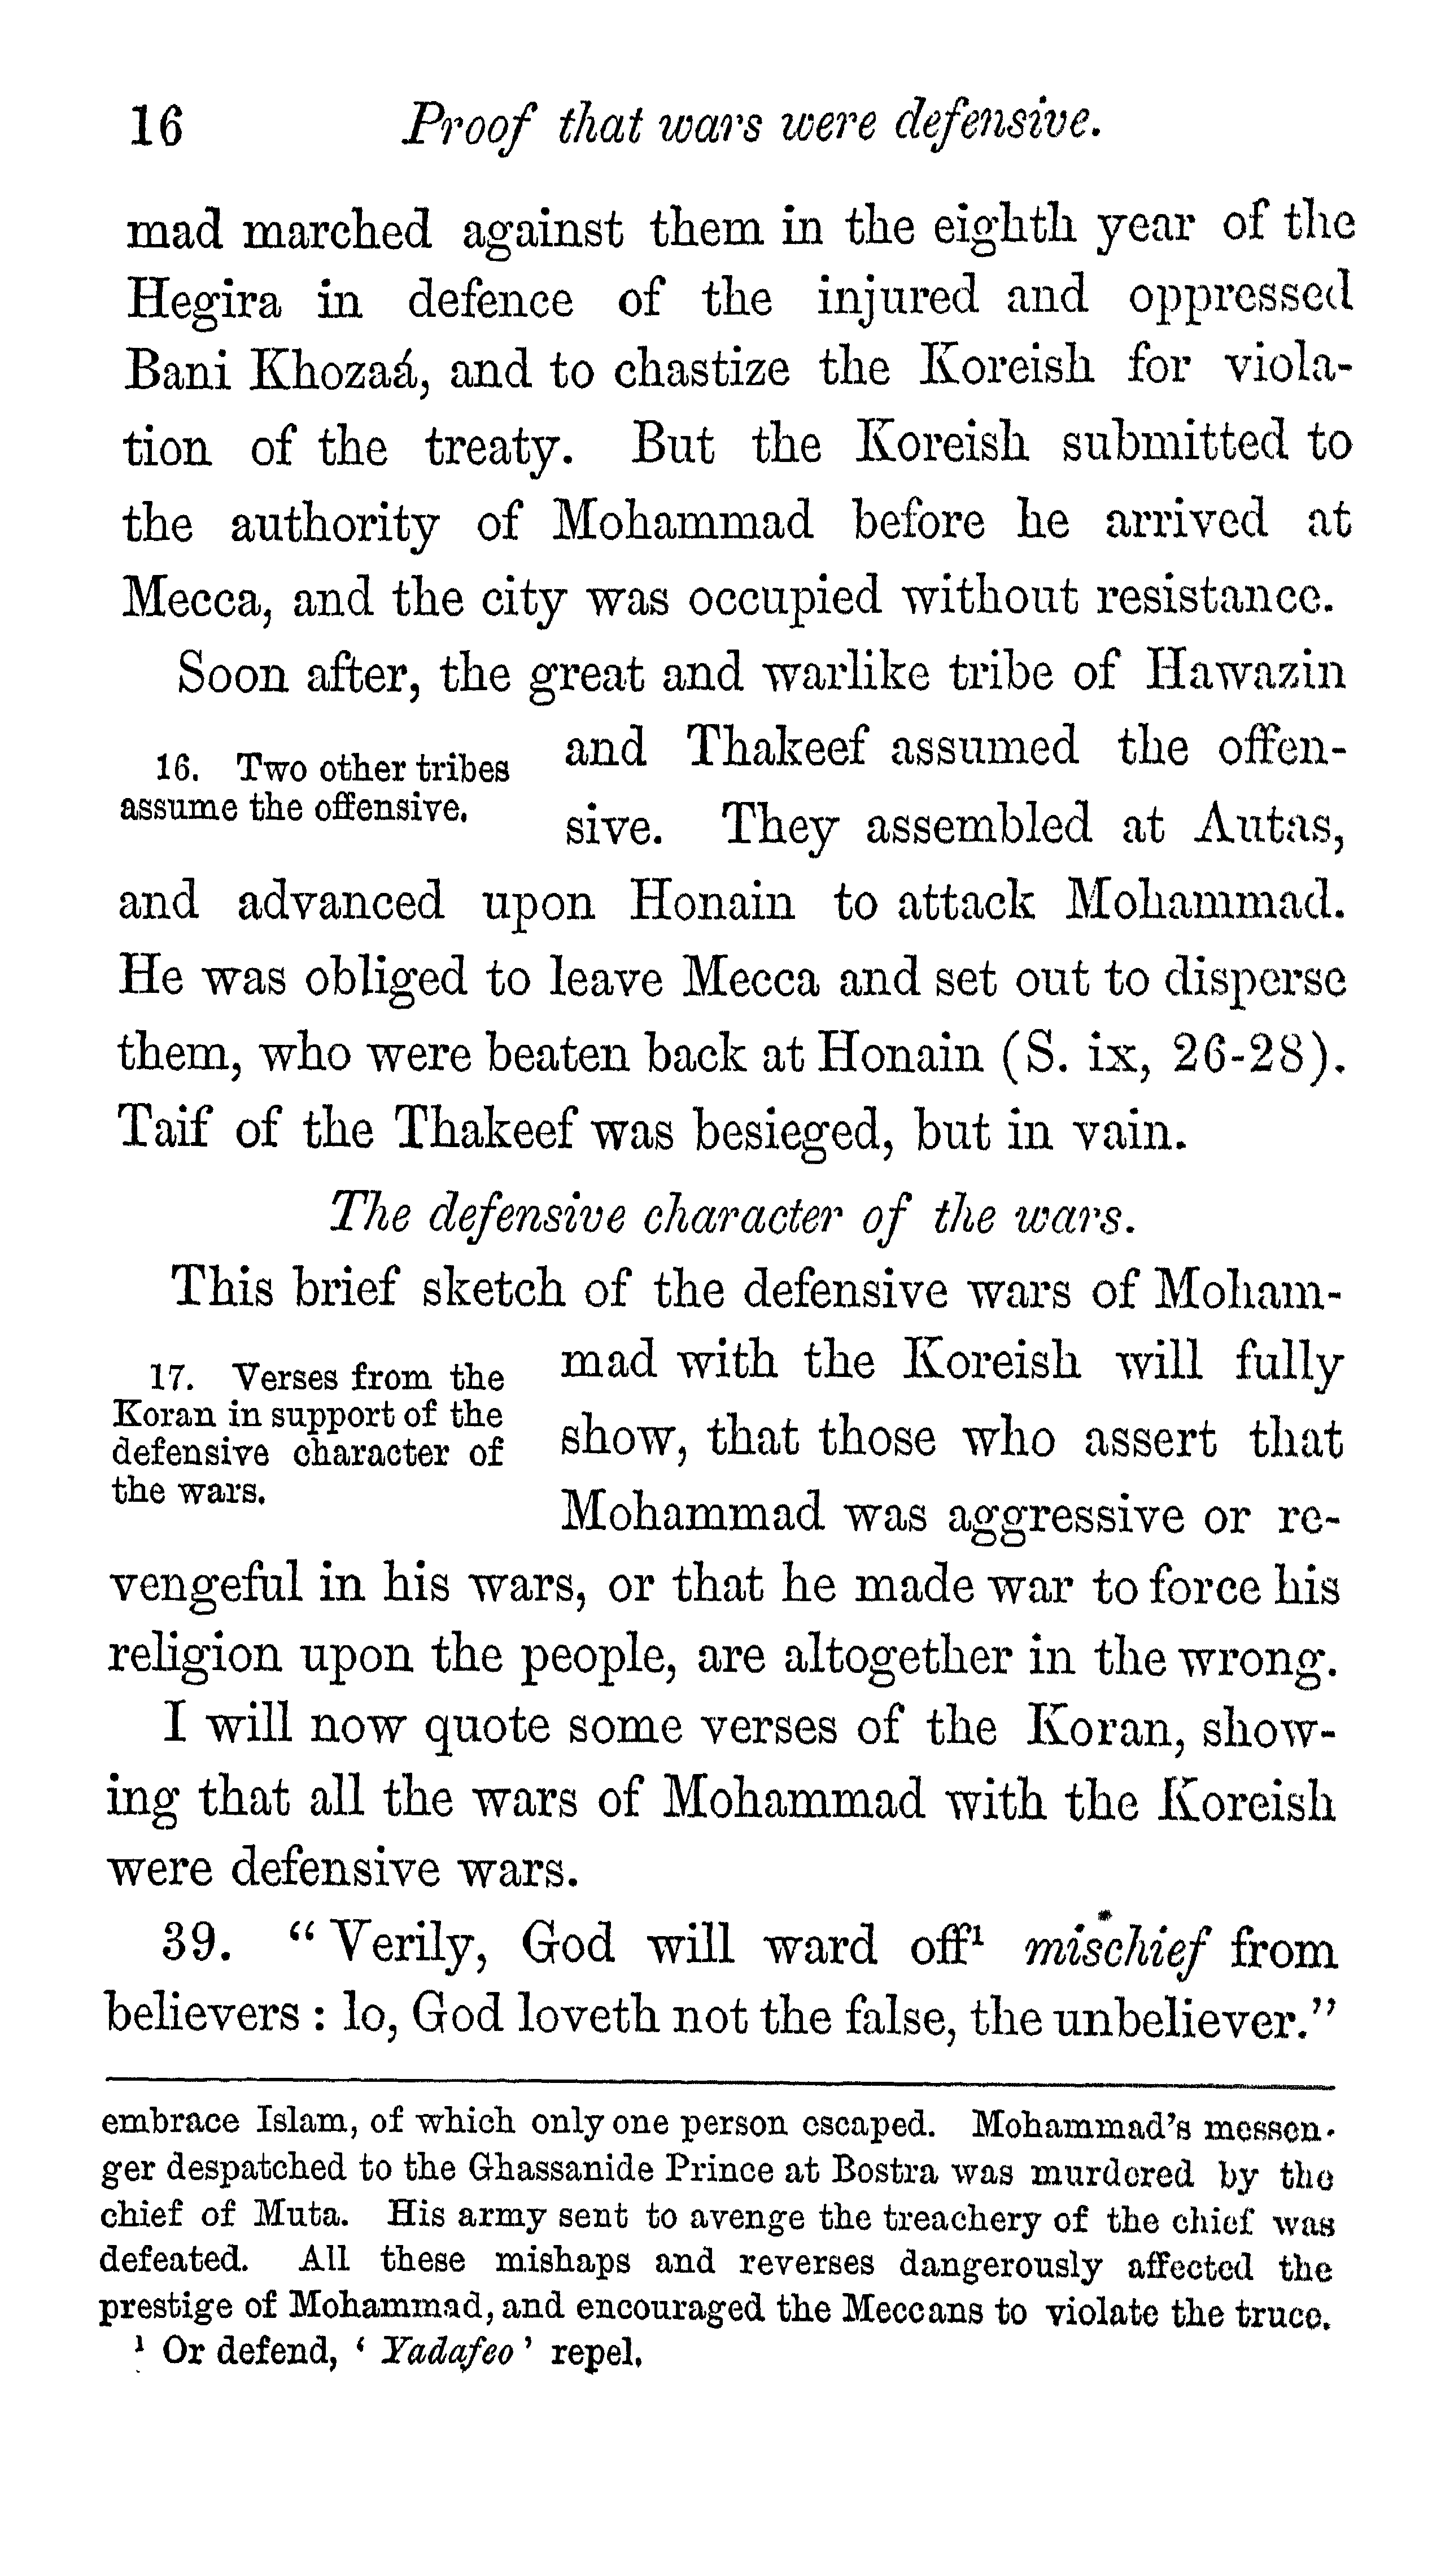 16 Proof that wars were defensive.
mad marched against them in the eighth year of the
Hegira in defence of the injured and oppressed
Bani Khozaá, and to chastize the Koreish for viola-
tion of the treaty. But the Koreish submitted to
the authority of Mohammad before he arrived at
Mecca, and the city was occupied without resistance.
Soon after, the great and warlike tribe of Hawazin
16. Two other tribes
assume the offensive.
and Thakeef assumed the offen-
sive. They assembled at Autas,
and advanced upon Honain to attack Mohammad.
He was obliged to leave Mecca and set out to disperse
them, who were beaten back at Honain (S. ix, 26-28).
Taif of the Thakeef was besieged, but in vain.
The defensive character of the wars.
This brief sketch of the defensive wars of Moham-
17. Verses from the
Koran in support of the
defensive character of
the wars.
mad with the Koreish will fully
show, that those who assert that
Mohammad was aggressive or re-
vengeful in his wars, or that he made war to force his
religion upon the people, are altogether in the wrong.
I will now quote some verses of the Koran, show-
ing that all the wars of Mohammad with the Koreish
were defensive wars.
39. “Verily, God will ward off¹ mischief from
believers : lo, God loveth not the false, the unbeliever.”
embrace Islam, of which only one person escaped. Mohammad's messen-
ger despatched to the Ghassanide Prince at Bostra was murdered by the
chief of Muta. His army sent to avenge the treachery of the chief was
defeated. All these mishaps and reverses dangerously affected the
prestige of Mohammad, and encouraged the Meccans to violate the truce.
¹ Or defend, ‘ Yadafeo ’ repel.